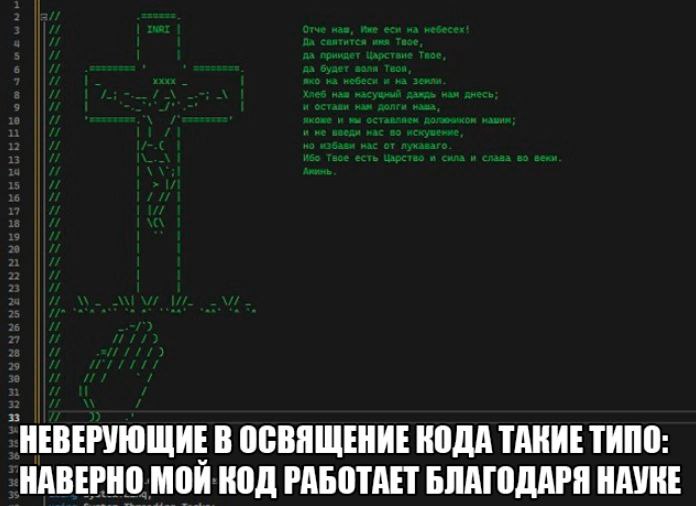 INRI
Отче наш, Иже еси на небесех!
Да святится имя Твое,
да приидет Царствие Твое,
да будет воля Твоя,
яко на небеси и на земли.
Хлеб наш насущный даждь нам днесь;
и остави нам долги наша,
якоже и мы оставляем должником нашим;
и не введи нас во искушение,
но избави нас от лукаваго.
Ибо Твое есть Царство и сила и слава во веки.
Аминь.
НЕВЕРУЮЩИЕ В ОСВЯЩЕНИЕ КОДА ТАКИЕ ТИПО:
НАВЕРНО МОЙ КОД РАБОТАЕТ БЛАГОДАРЯ НАУКЕ